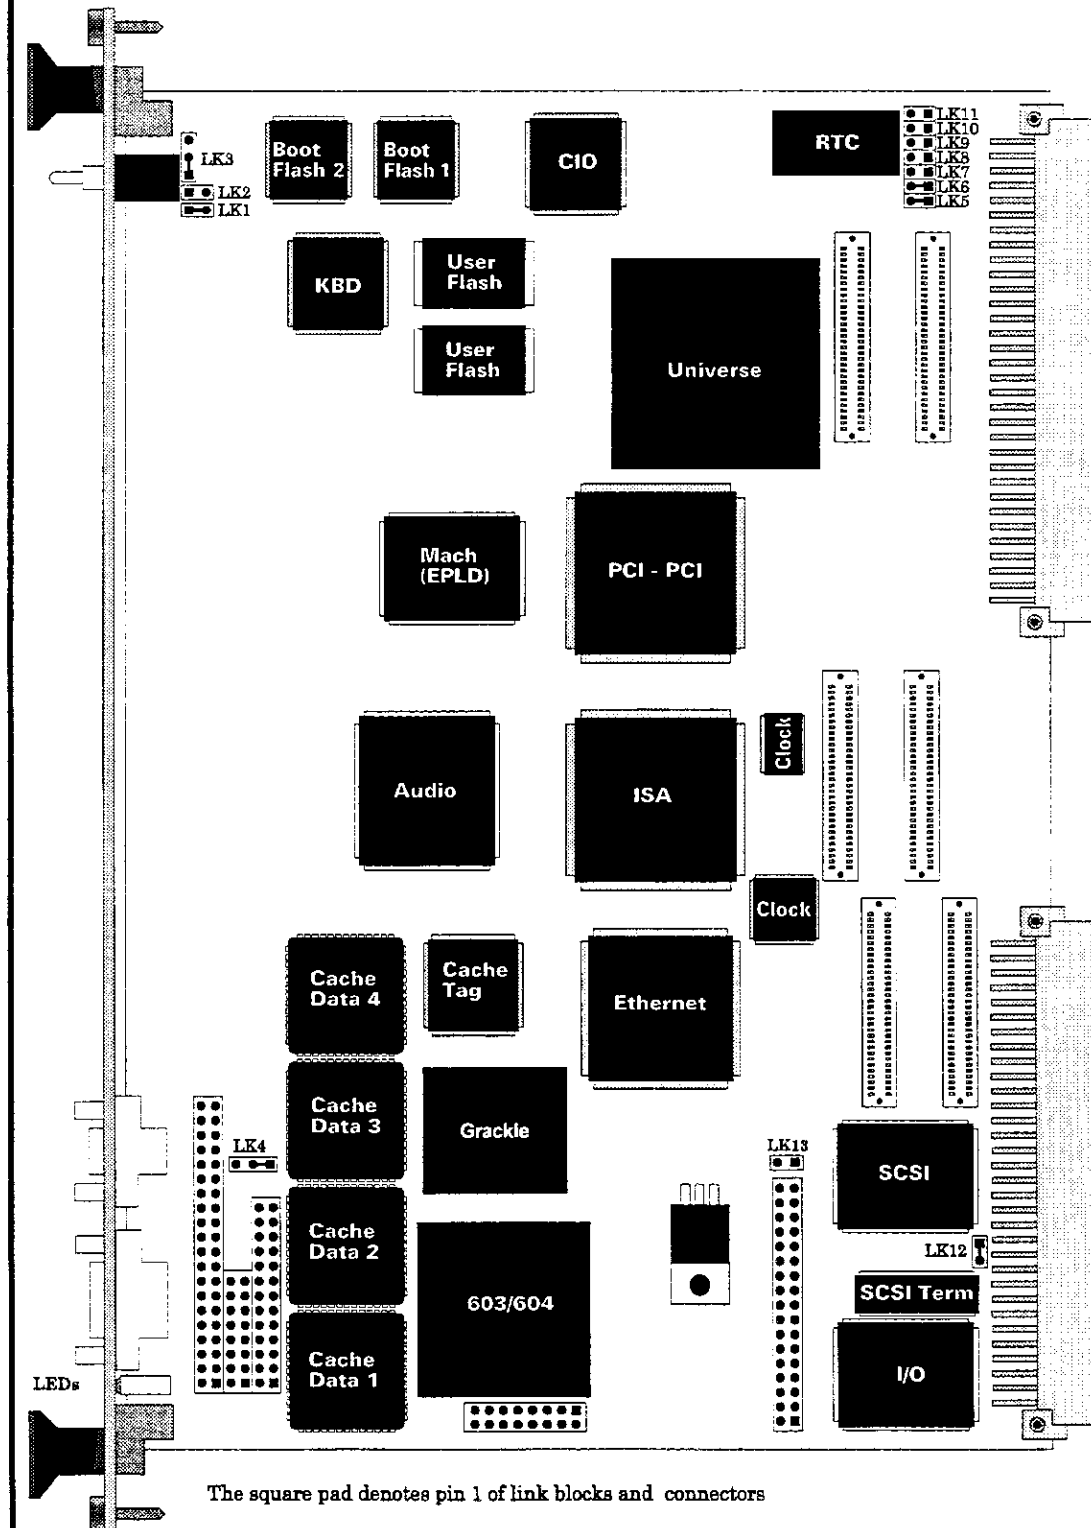 LK3
LK2
LK1
Boot
Flash 2
Boot
Flash 1
CIO
RTC
LK11
LK10
LK9
LK8
LK7
LK6
LK5
KBD
User
Flash
User
Flash
Universe
Mach
(EPLD)
PCI - PCI
Audio
ISA
Clock
Clock
Cache
Data 4
Cache
Tag
Ethernet
Cache
Data 3
Grackle
LK4
LK13
SCSI
Cache
Data 2
603/604
LK12
SCSI Term
Cache
Data 1
I/O
LEDs
The square pad denotes pin 1 of link blocks and connectors